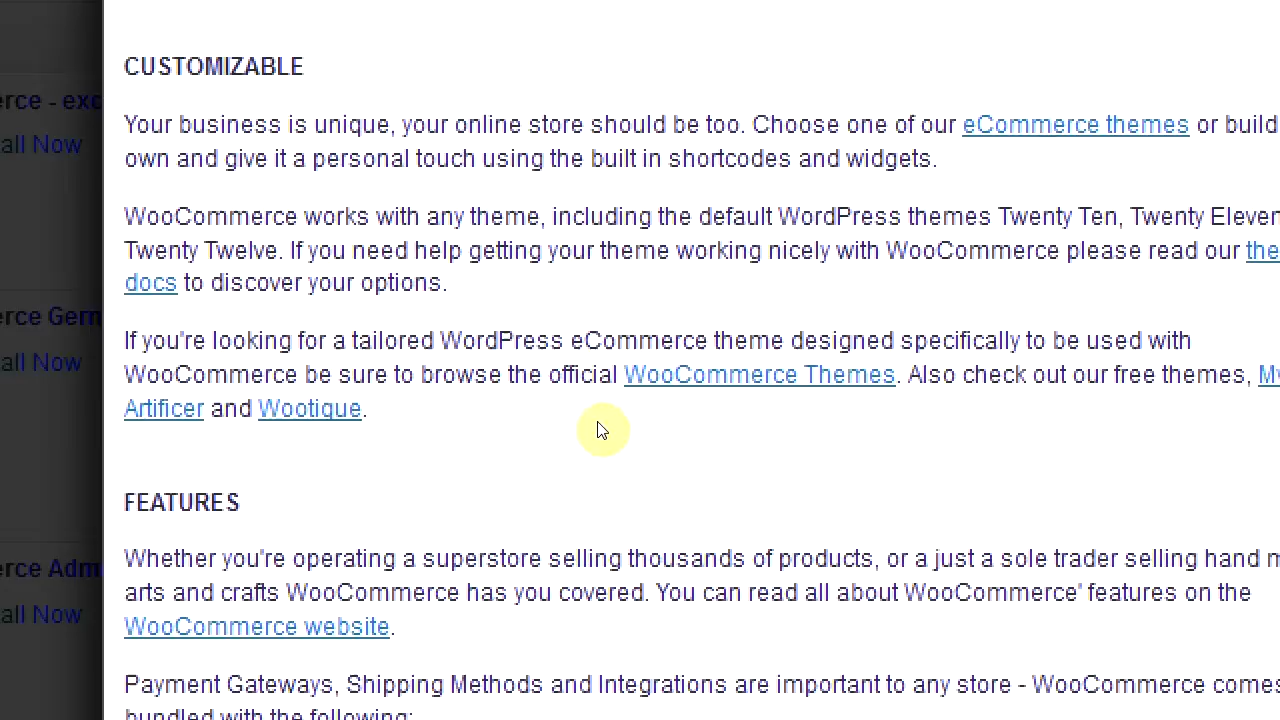 CUSTOMIZABLE
Your business is unique, your online store should be too. Choose one of our eCommerce themes or build
own and give it a personal touch using the built in shortcodes and widgets.
WooCommerce works with any theme, including the default WordPress themes Twenty Ten, Twenty Eleven
Twenty Twelve. If you need help getting your theme working nicely with WooCommerce please read our the
docs to discover your options.
If you're looking for a tailored WordPress eCommerce theme designed specifically to be used with
WooCommerce be sure to browse the official WooCommerce Themes. Also check out our free themes, My
Artificer and Wootique.
FEATURES
Whether you're operating a superstore selling thousands of products, or a just a sole trader selling hand m
arts and crafts WooCommerce has you covered. You can read all about WooCommerce' features on the
WooCommerce website.
Payment Gateways, Shipping Methods and Integrations are important to any store - WooCommerce comes
bundled with the following:
erce - exc
all Now
erce Germ
all Now
erce Adm
all Now